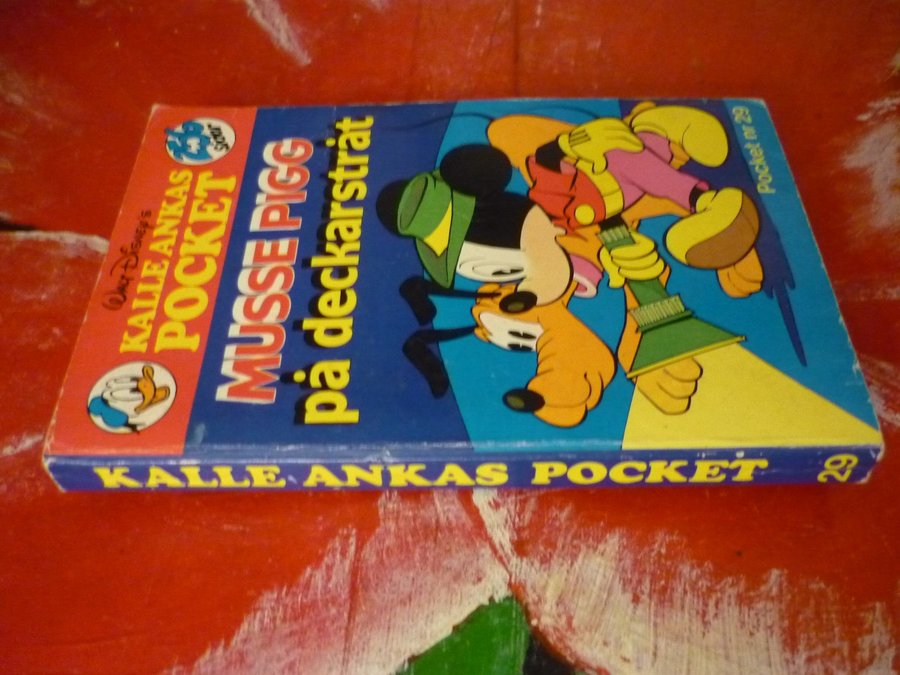 Walt Disney's
KALLE ANKAS
POCKET
MUSSE PIGG
på deckarstråt
Pocket nr 29
KALLE ANKAS POCKET
29